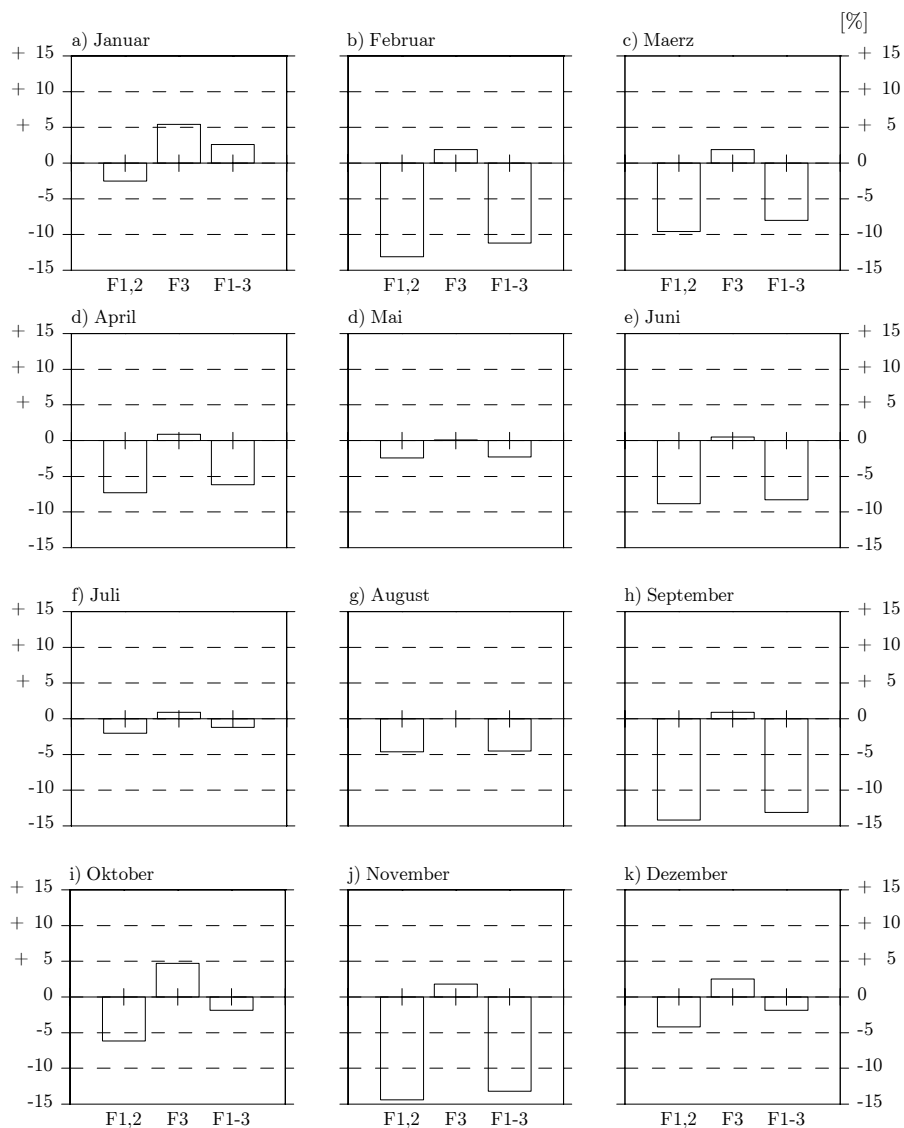 [%]
a) Januar b) Februar c) Maerz
+ 15 + 15
+ 10 + 10
+ 5 + 5
0 0
-5 -5
-10 -10
-15 -15
F1,2 F3 F1-3 F1,2 F3 F1-3 F1,2 F3 F1-3
d) April d) Mai e) Juni
+ 15 + 15
+ 10 + 10
+ 5 + 5
0 0
-5 -5
-10 -10
-15 -15
f) Juli g) August h) September
+ 15 + 15
+ 10 + 10
+ 5 + 5
0 0
-5 -5
-10 -10
-15 -15
i) Oktober j) November k) Dezember
+ 15 + 15
+ 10 + 10
+ 5 + 5
0 0
-5 -5
-10 -10
-15 -15
F1,2 F3 F1-3 F1,2 F3 F1-3 F1,2 F3 F1-3